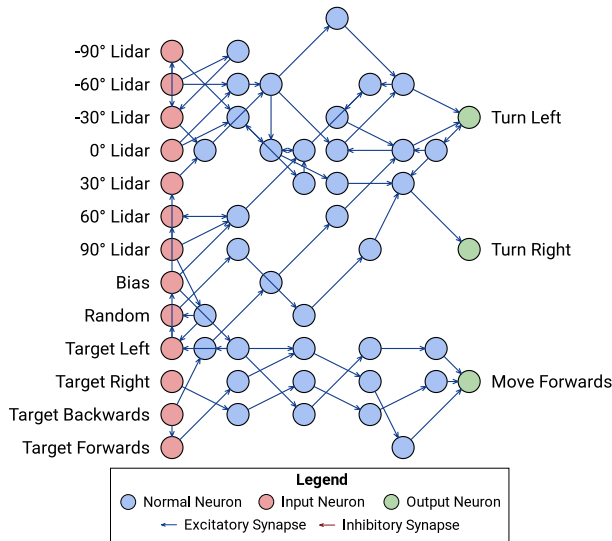 -90° Lidar
-60° Lidar
-30° Lidar
Turn Left
0° Lidar
30° Lidar
60° Lidar
90° Lidar
Turn Right
Bias
Random
Target Left
Target Right
Move Forwards
Target Backwards
Target Forwards
Legend
Normal Neuron
Input Neuron
Output Neuron
Excitatory Synapse
Inhibitory Synapse